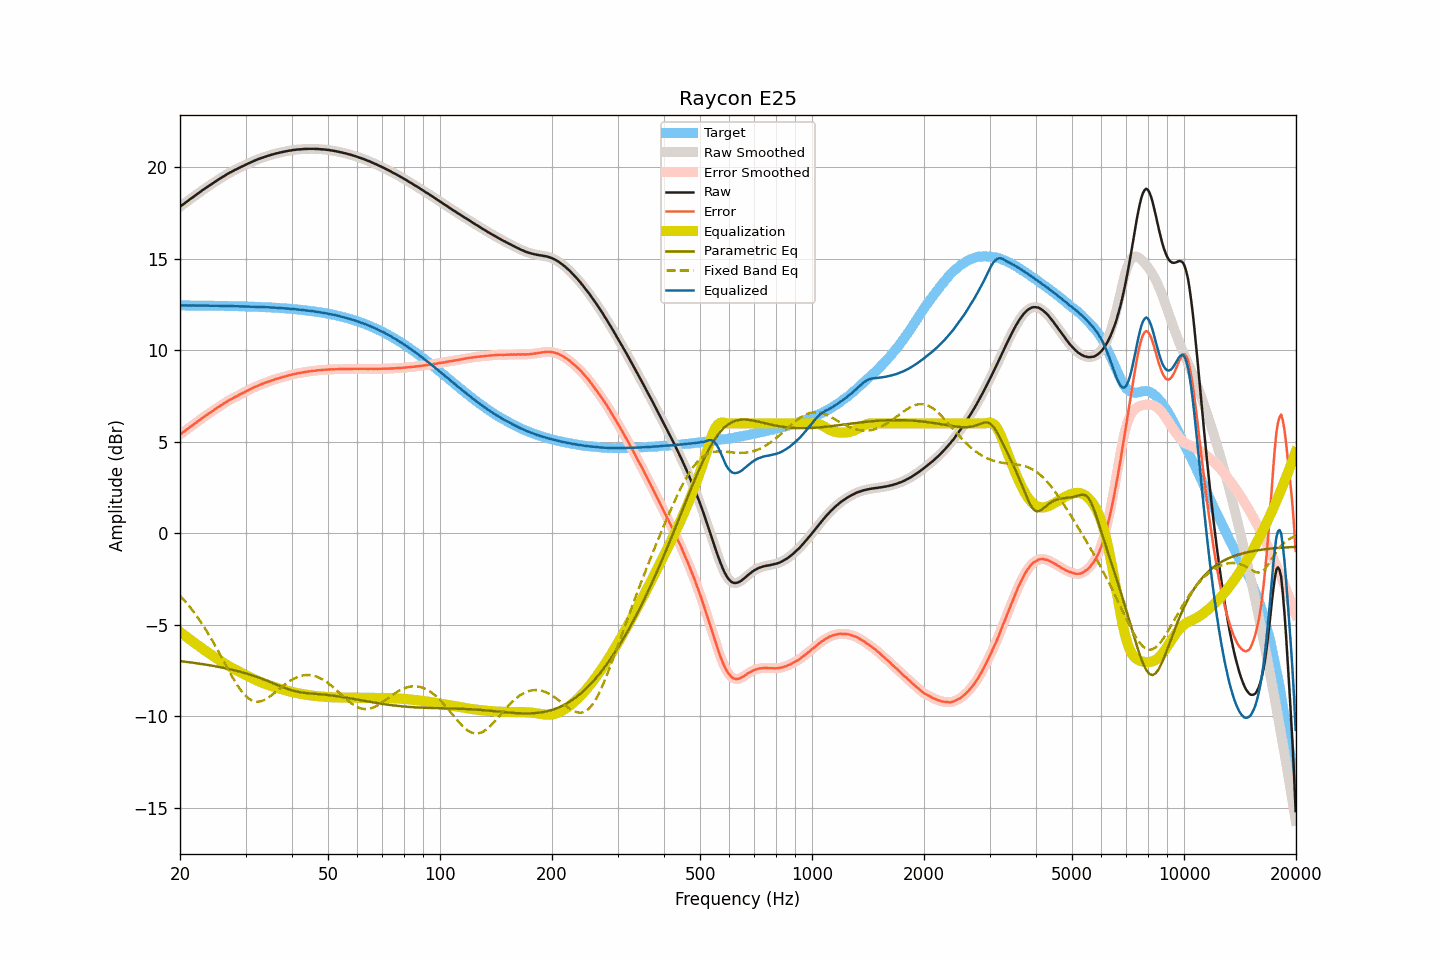 Raycon E25
Target
Raw Smoothed
Error Smoothed
Raw
Error
Equalization
Parametric Eq
Fixed Band Eq
Equalized
Amplitude (dBr)
20
15
10
5
0
−5
−10
−15
20 50 100 200 500 1000 2000 5000 10000 20000
Frequency (Hz)